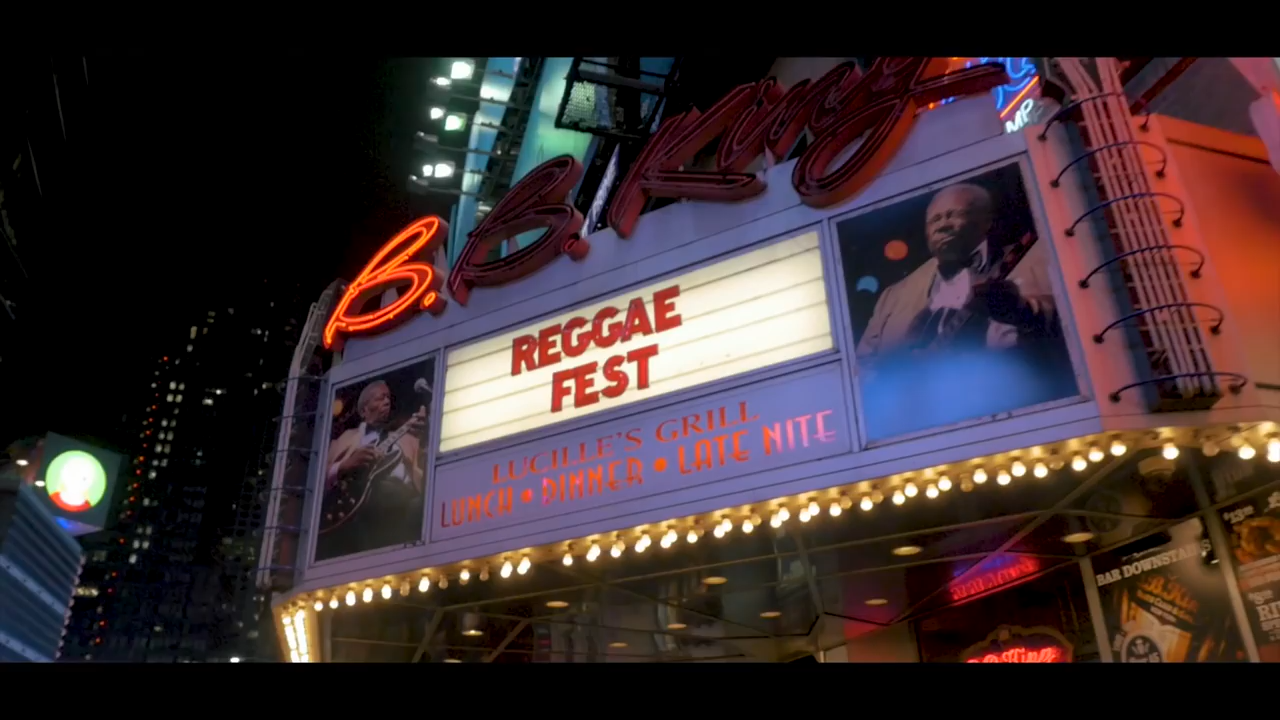 B.B. King
REGGAE
FEST
LUCILLE'S GRILL
LUNCH • DINNER • LATE NITE
BAR DOWNSTAIRS